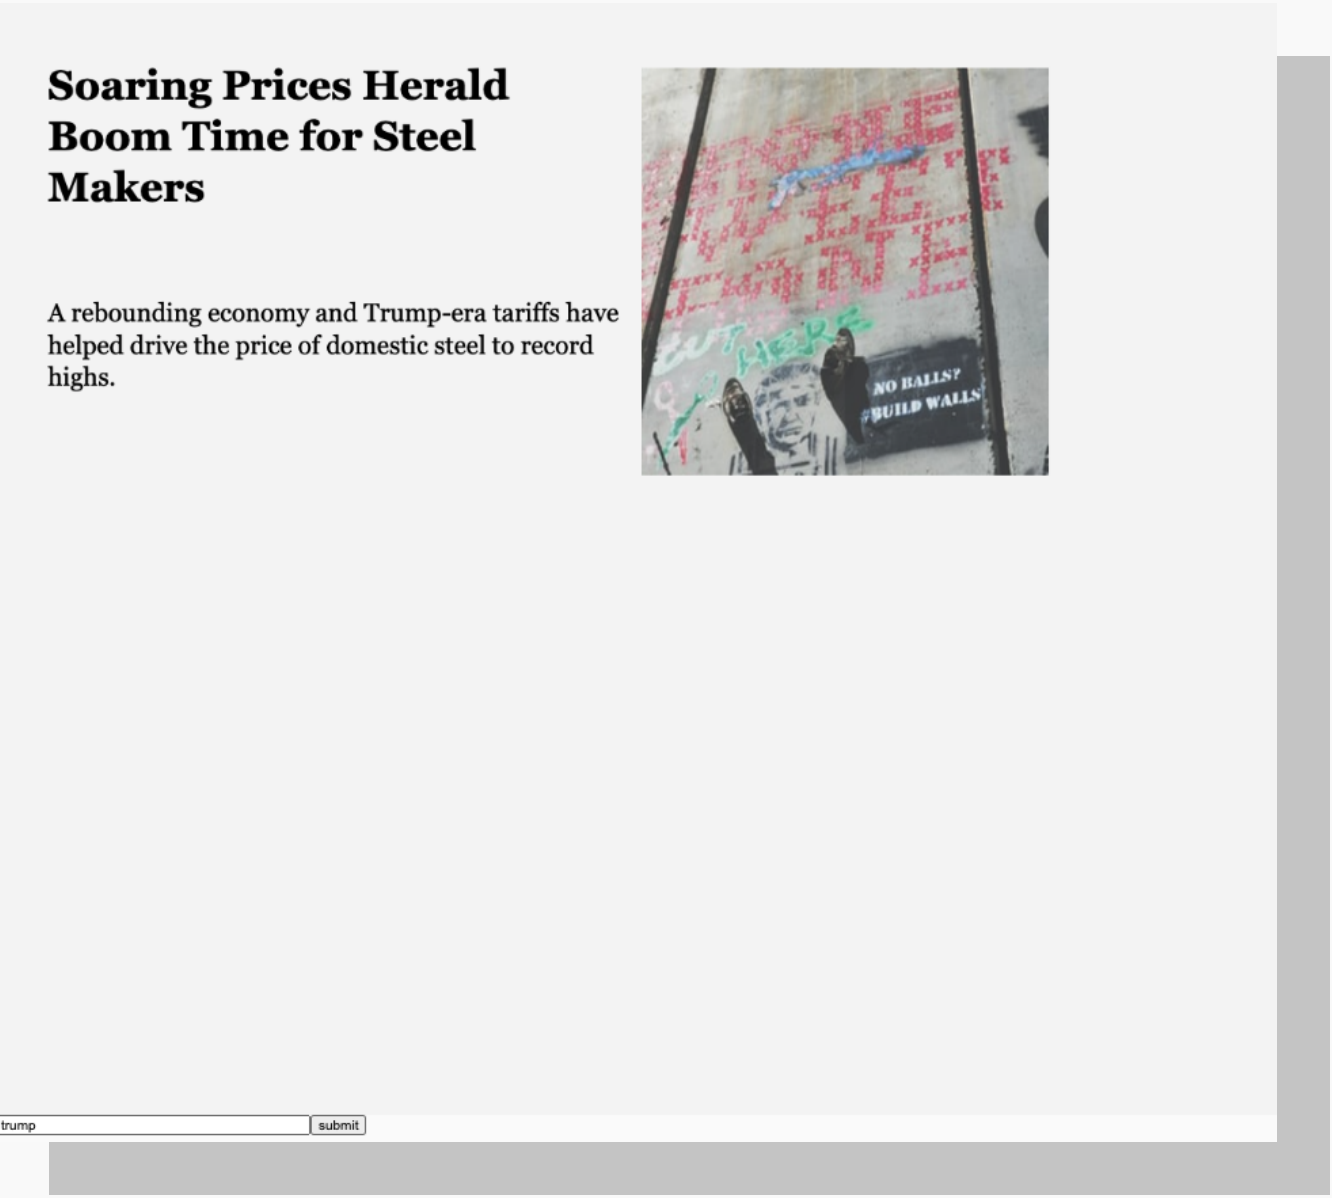 Soaring Prices Herald
Boom Time for Steel
Makers
A rebounding economy and Trump-era tariffs have
helped drive the price of domestic steel to record
highs.
HERE
NO BALLS?
#BUILD WALLS
trump
submit